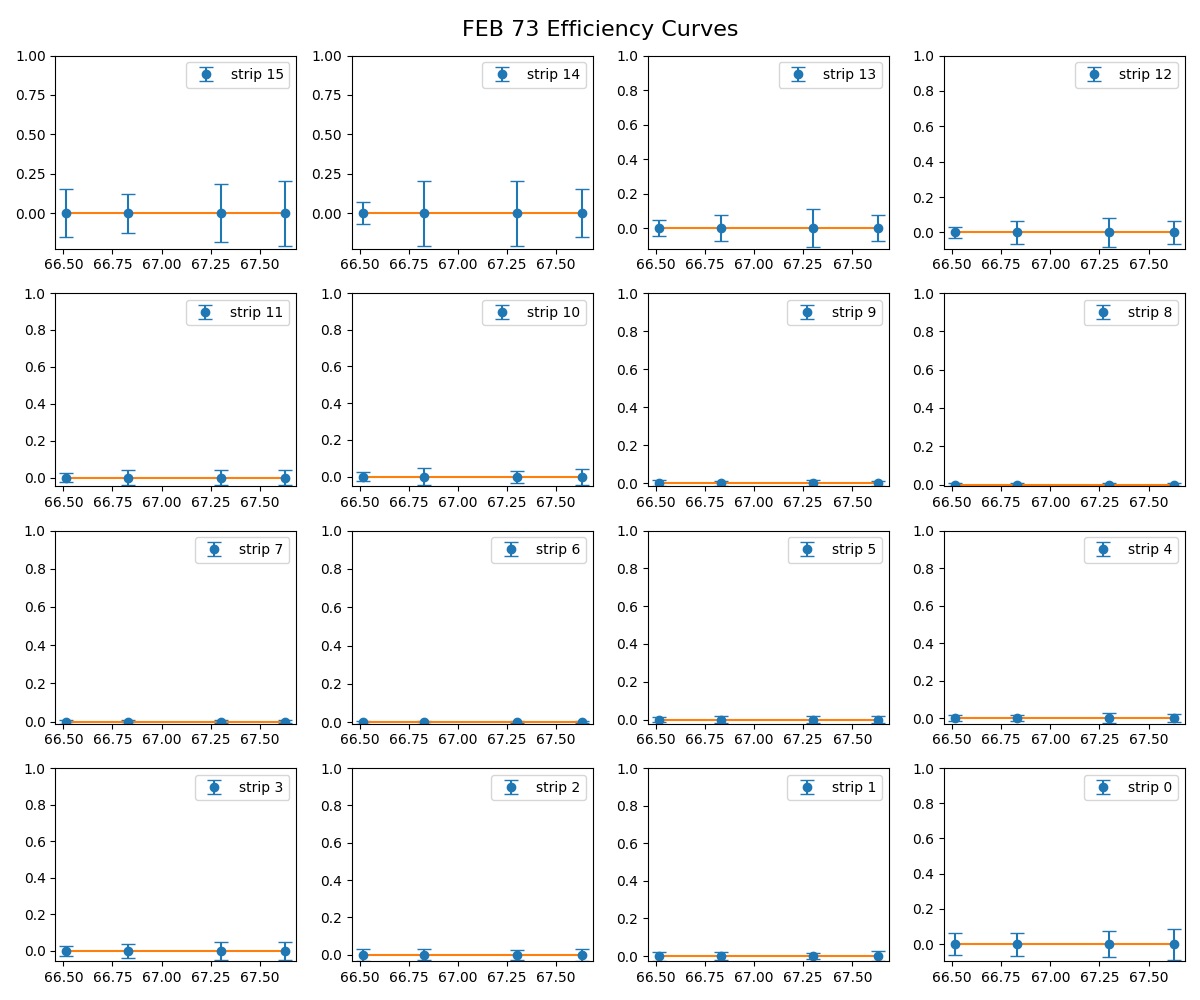 FEB 73 Efficiency Curves
1.00 0.75 0.50 0.25 0.00
66.50 66.75 67.00 67.25 67.50
strip 15
1.00 0.75 0.50 0.25 0.00
66.50 66.75 67.00 67.25 67.50
strip 14
1.0 0.8 0.6 0.4 0.2 0.0
66.50 66.75 67.00 67.25 67.50
strip 13
1.0 0.8 0.6 0.4 0.2 0.0
66.50 66.75 67.00 67.25 67.50
strip 12
1.0 0.8 0.6 0.4 0.2 0.0
66.50 66.75 67.00 67.25 67.50
strip 11
1.0 0.8 0.6 0.4 0.2 0.0
66.50 66.75 67.00 67.25 67.50
strip 10
1.0 0.8 0.6 0.4 0.2 0.0
66.50 66.75 67.00 67.25 67.50
strip 9
1.0 0.8 0.6 0.4 0.2 0.0
66.50 66.75 67.00 67.25 67.50
strip 8
1.0 0.8 0.6 0.4 0.2 0.0
66.50 66.75 67.00 67.25 67.50
strip 7
1.0 0.8 0.6 0.4 0.2 0.0
66.50 66.75 67.00 67.25 67.50
strip 6
1.0 0.8 0.6 0.4 0.2 0.0
66.50 66.75 67.00 67.25 67.50
strip 5
1.0 0.8 0.6 0.4 0.2 0.0
66.50 66.75 67.00 67.25 67.50
strip 4
1.0 0.8 0.6 0.4 0.2 0.0
66.50 66.75 67.00 67.25 67.50
strip 3
1.0 0.8 0.6 0.4 0.2 0.0
66.50 66.75 67.00 67.25 67.50
strip 2
1.0 0.8 0.6 0.4 0.2 0.0
66.50 66.75 67.00 67.25 67.50
strip 1
1.0 0.8 0.6 0.4 0.2 0.0
66.50 66.75 67.00 67.25 67.50
strip 0